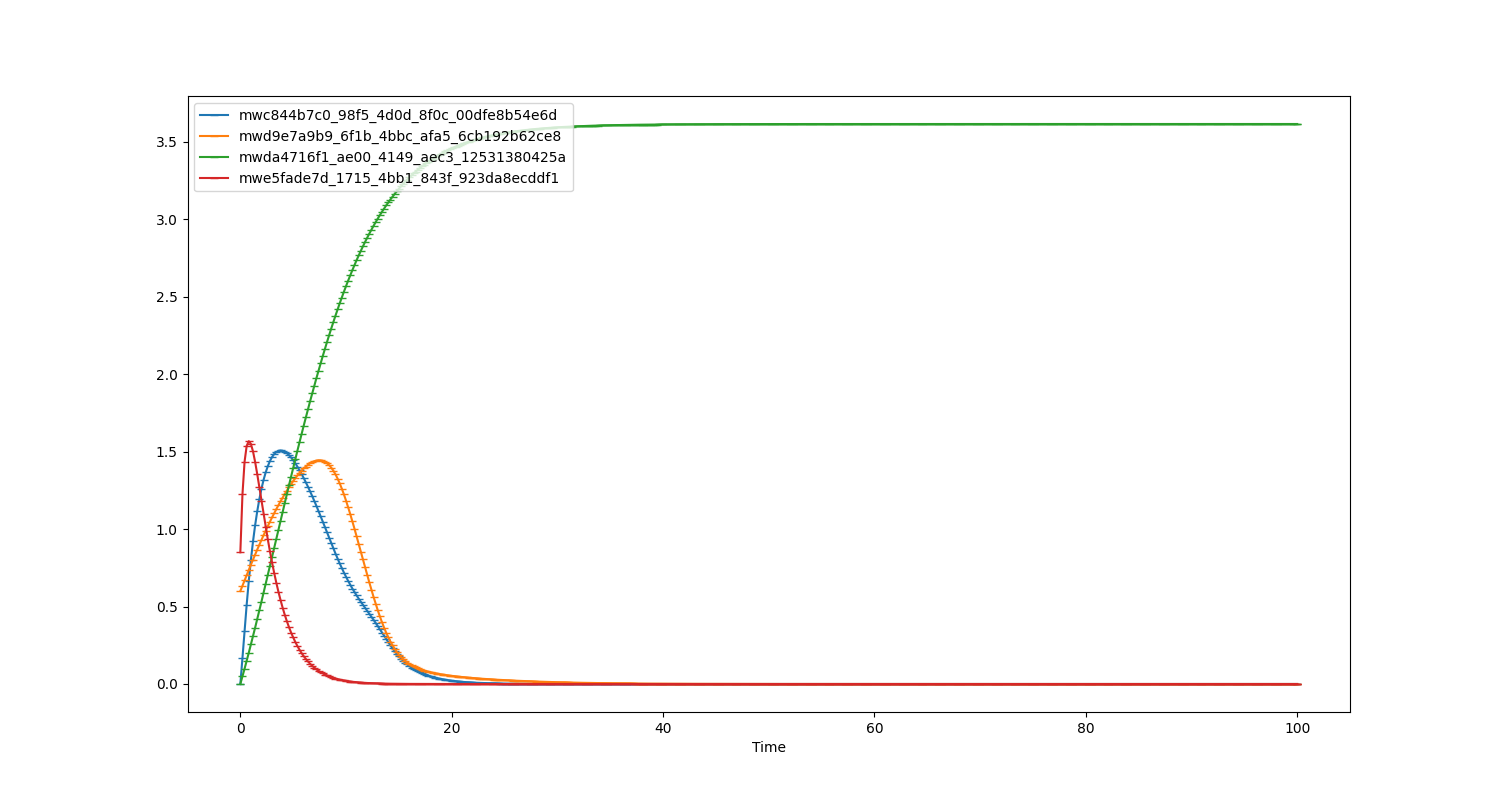 mwc844b7c0_98f5_4d0d_8f0c_00dfe8b54e6d
mwd9e7a9b9_6f1b_4bbc_afa5_6cb192b62ce8
mwda4716f1_ae00_4149_aec3_12531380425a
mwe5fade7d_1715_4bb1_843f_923da8ecddf1
3.5
3.0
2.5
2.0
1.5
1.0
0.5
0.0
0 20 40 60 80 100
Time